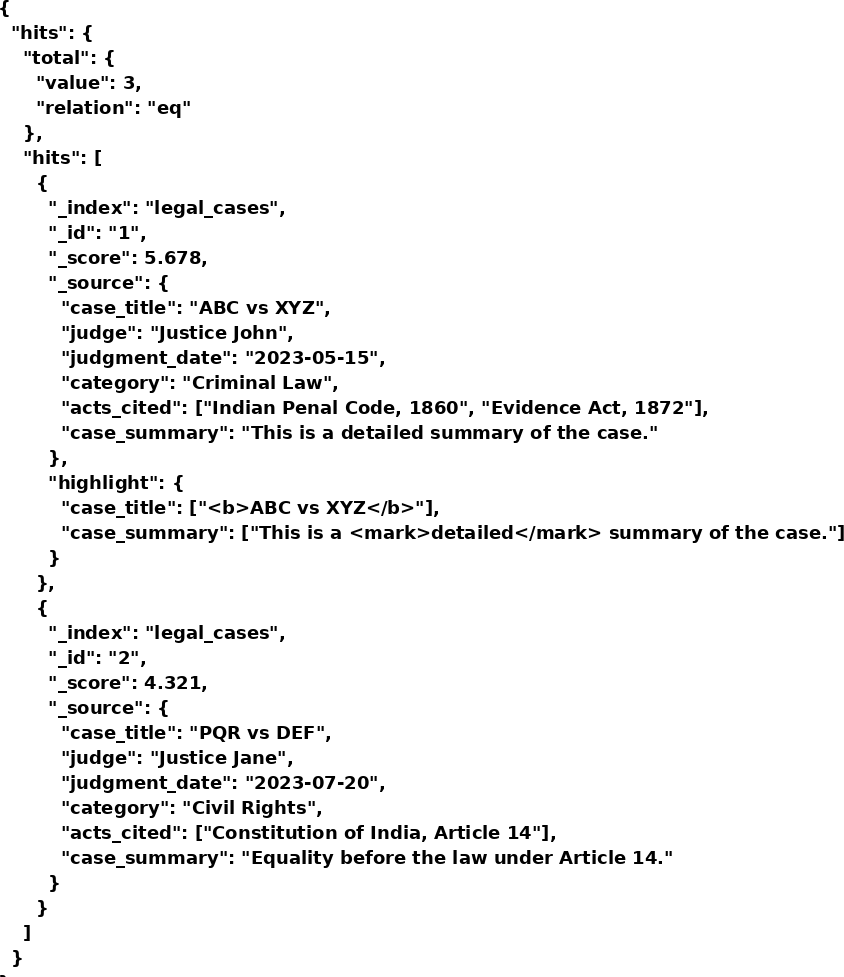 {
  "hits": {
    "total": {
      "value": 3,
      "relation": "eq"
    },
    "hits": [
      {
        "_index": "legal_cases",
        "_id": "1",
        "_score": 5.678,
        "_source": {
          "case_title": "ABC vs XYZ",
          "judge": "Justice John",
          "judgment_date": "2023-05-15",
          "category": "Criminal Law",
          "acts_cited": ["Indian Penal Code, 1860", "Evidence Act, 1872"],
          "case_summary": "This is a detailed summary of the case."
        },
        "highlight": {
          "case_title": ["<b>ABC vs XYZ</b>"],
          "case_summary": ["This is a <mark>detailed</mark> summary of the case."]
        }
      },
      {
        "_index": "legal_cases",
        "_id": "2",
        "_score": 4.321,
        "_source": {
          "case_title": "PQR vs DEF",
          "judge": "Justice Jane",
          "judgment_date": "2023-07-20",
          "category": "Civil Rights",
          "acts_cited": ["Constitution of India, Article 14"],
          "case_summary": "Equality before the law under Article 14."
        }
      }
    ]
  }
}